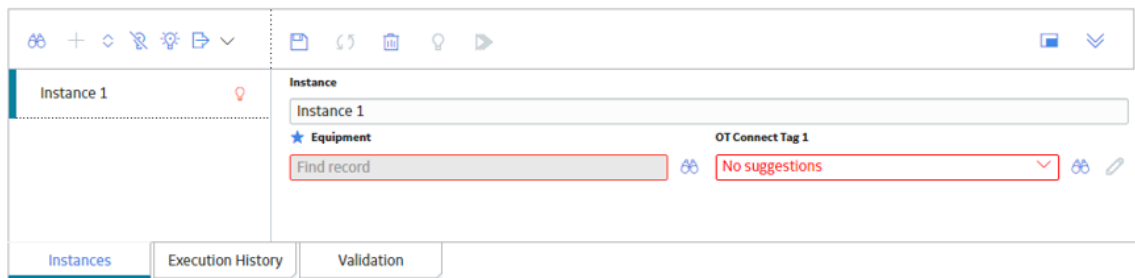 Instance 1
Instance
Instance 1
Equipment
OT Connect Tag 1
Find record
No suggestions
Instances
Execution History
Validation